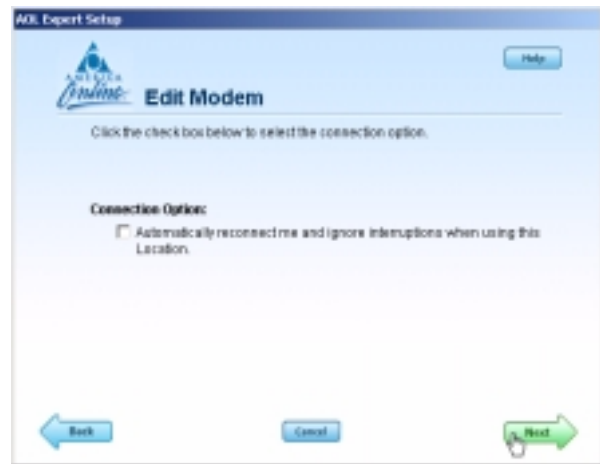 AOL Expert Setup
Help
AMERICA
Online
Edit Modem
Click the check box below to select the connection option.
Connection Option:
Automatically reconnect me and ignore interruptions when using this
Location.
Back
Cancel
Next